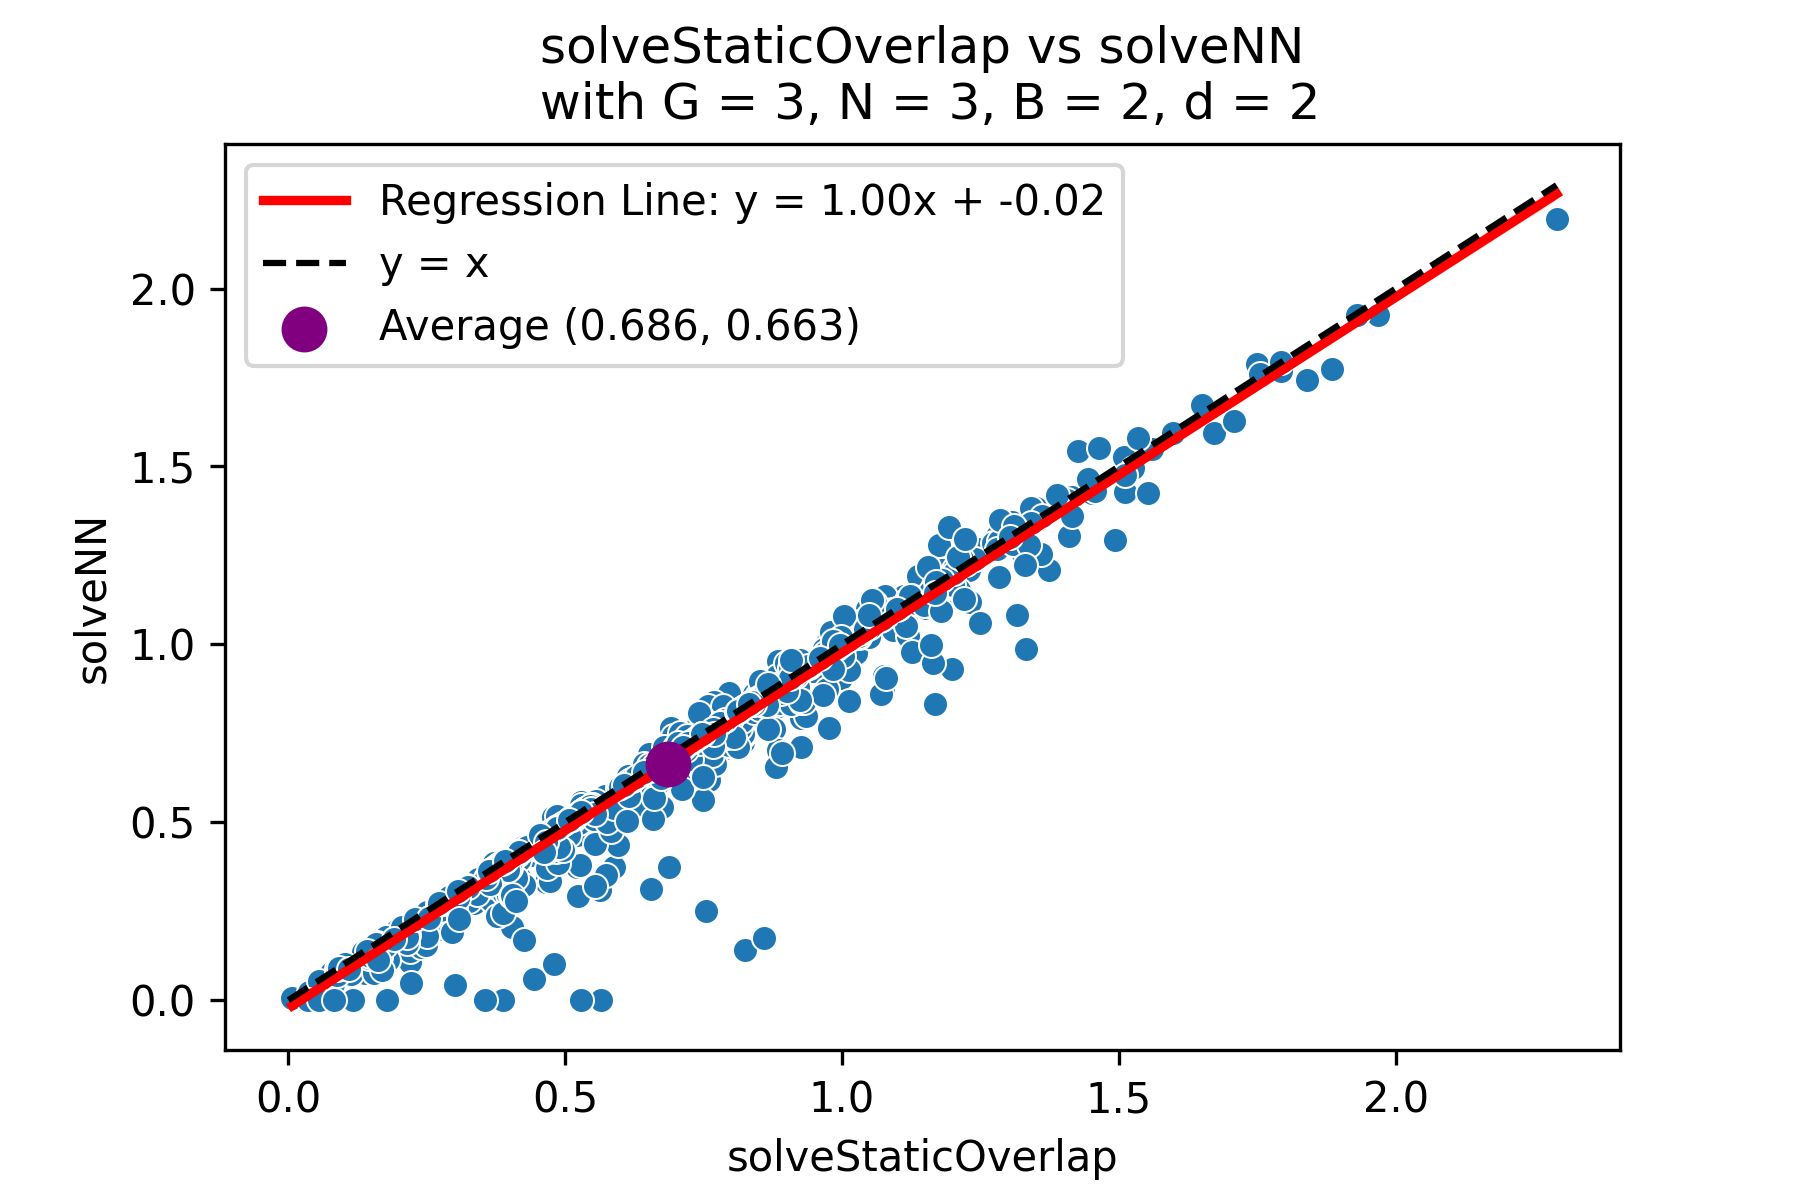 solveStaticOverlap vs solveNN
with G = 3, N = 3, B = 2, d = 2
Regression Line: y = 1.00x + -0.02
y = x
Average (0.686, 0.663)
solveNN
2.0
1.5
1.0
0.5
0.0
0.0 0.5 1.0 1.5 2.0
solveStaticOverlap